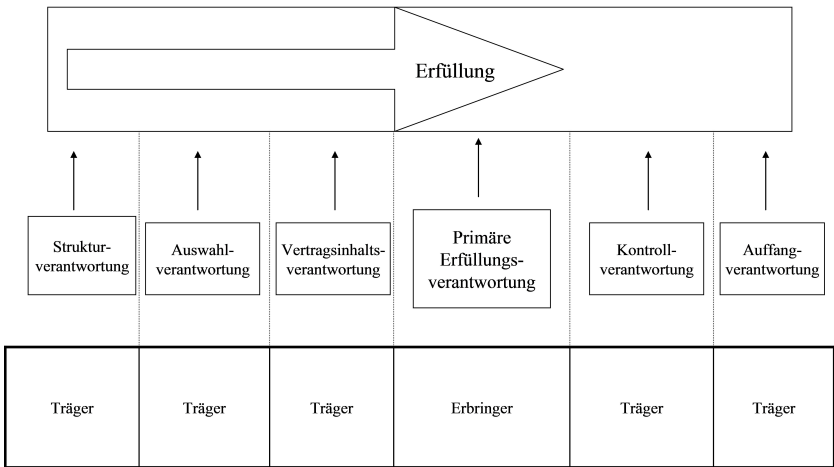 Erfüllung
Struktur-
verantwortung
Auswahl-
verantwortung
Vertragsinhalts-
verantwortung
Primäre
Erfüllungs-
verantwortung
Kontroll-
verantwortung
Auffang-
verantwortung
Träger
Träger
Träger
Erbringer
Träger
Träger